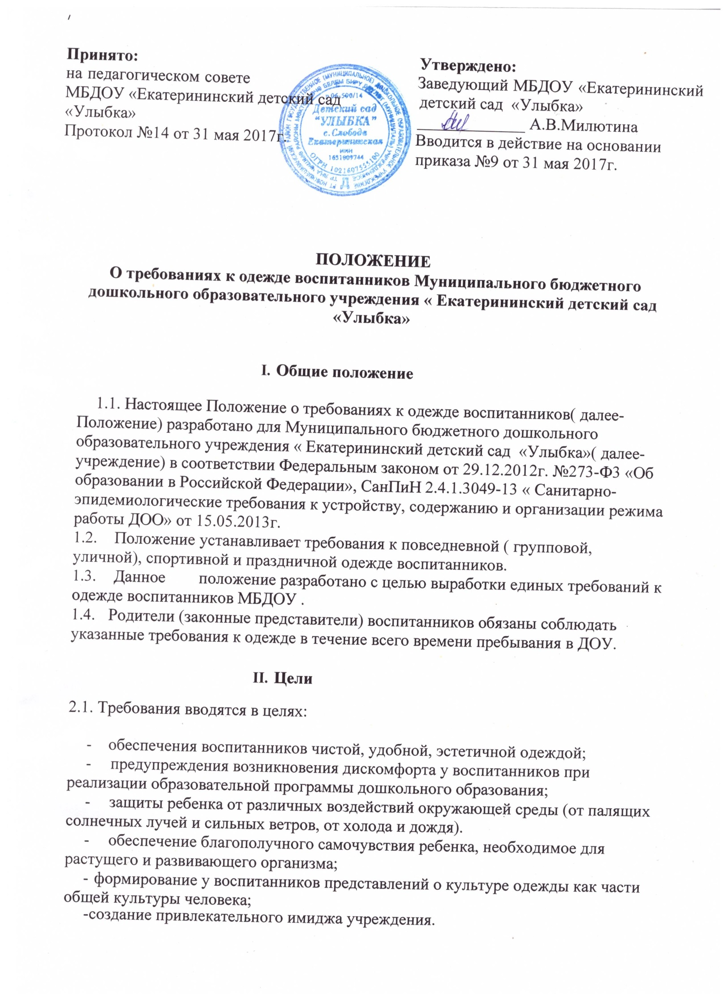 Принято:
на педагогическом совете
МБДОУ «Екатерининский детский сад
«Улыбка»
Протокол №14 от 31 мая 2017г.
Утверждено:
Заведующий МБДОУ «Екатерининский
детский сад «Улыбка»
А.В.Милютина
Вводится в действие на основании
приказа №9 от 31 мая 2017г.
Детский сад
"УЛЫБКА"
с.Слобода
Екатерининская
ИНН
ОГРН 1021607555100
ПОЛОЖЕНИЕ
О требованиях к одежде воспитанников Муниципального бюджетного
дошкольного образовательного учреждения « Екатерининский детский сад
«Улыбка»
I. Общие положение
1.1. Настоящее Положение о требованиях к одежде воспитанников( далее-
Положение) разработано для Муниципального бюджетного дошкольного
образовательного учреждения « Екатерининский детский сад «Улыбка»( далее-
учреждение) в соответствии Федеральным законом от 29.12.2012г. №273-ФЗ «Об
образовании в Российской Федерации», СанПиН 2.4.1.3049-13 « Санитарно-
эпидемиологические требования к устройству, содержанию и организации режима
работы ДОО» от 15.05.2013г.
1.2. Положение устанавливает требования к повседневной ( групповой,
уличной), спортивной и праздничной одежде воспитанников.
1.3. Данное положение разработано с целью выработки единых требований к
одежде воспитанников МБДОУ .
1.4. Родители (законные представители) воспитанников обязаны соблюдать
указанные требования к одежде в течение всего времени пребывания в ДОУ.
II. Цели
2.1. Требования вводятся в целях:
- обеспечения воспитанников чистой, удобной, эстетичной одеждой;
- предупреждения возникновения дискомфорта у воспитанников при
реализации образовательной программы дошкольного образования;
- защиты ребенка от различных воздействий окружающей среды (от палящих
солнечных лучей и сильных ветров, от холода и дождя).
- обеспечение благополучного самочувствия ребенка, необходимое для
растущего и развивающего организма;
- формирование у воспитанников представлений о культуре одежды как части
общей культуры человека;
-создание привлекательного имиджа учреждения.